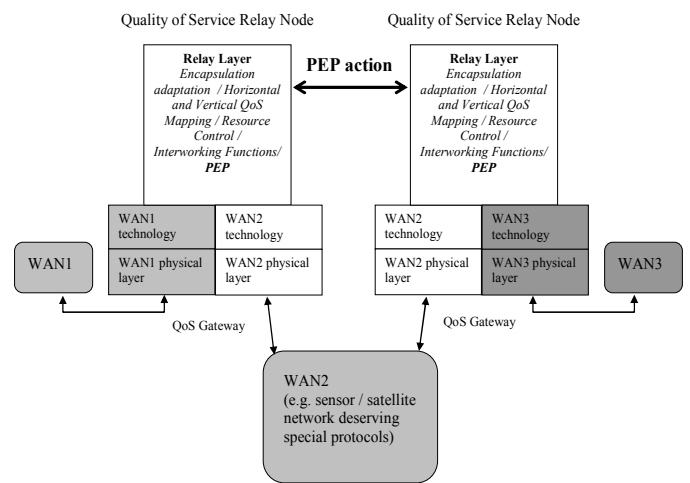 Quality of Service Relay Node
Quality of Service Relay Node
Relay Layer
Encapsulation
adaptation / Horizontal
and Vertical QoS
Mapping / Resource
Control /
Interworking Functions/
PEP
PEP action
Relay Layer
Encapsulation
adaptation / Horizontal
and Vertical QoS
Mapping / Resource
Control /
Interworking Functions/
PEP
WAN1
technology
WAN2
technology
WAN2
technology
WAN3
technology
WAN1
WAN1 physical
layer
WAN2 physical
layer
WAN2 physical
layer
WAN3 physical
layer
WAN3
QoS Gateway
QoS Gateway
WAN2
(e.g. sensor / satellite
network deserving
special protocols)